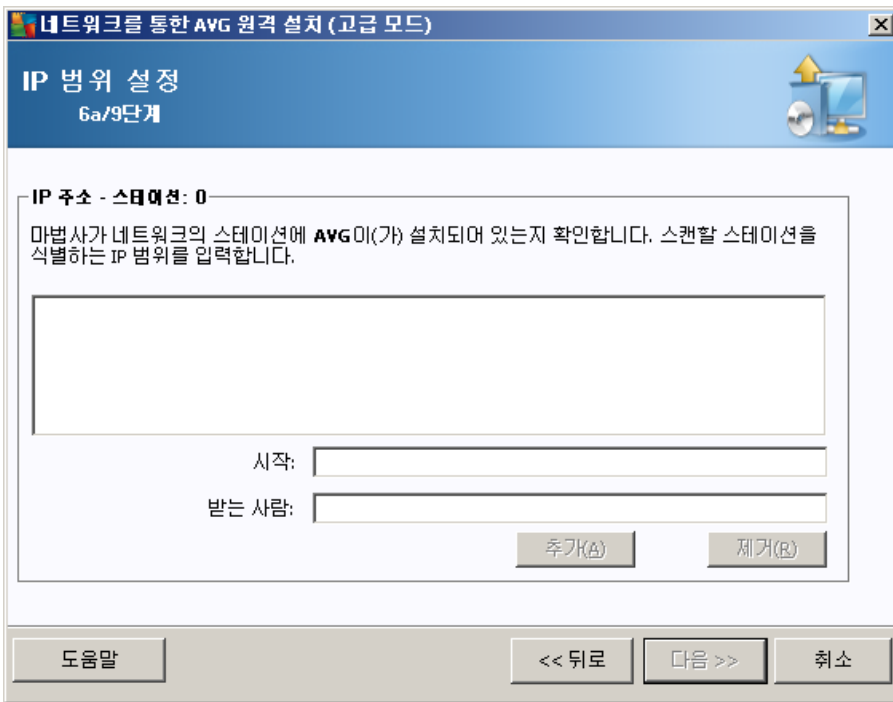 네트워크를 통한 AVG 원격 설치 (고급 모드)
IP 범위 설정
6a/9단계
IP 주소 - 스테이션: 0
마법사가 네트워크의 스테이션에 AVG이(가) 설치되어 있는지 확인합니다. 스캔할 스테이션을
식별하는 IP 범위를 입력합니다.
시작:
받는 사람:
추가(A)
제거(R)
도움말
<< 뒤로
다음 >>
취소